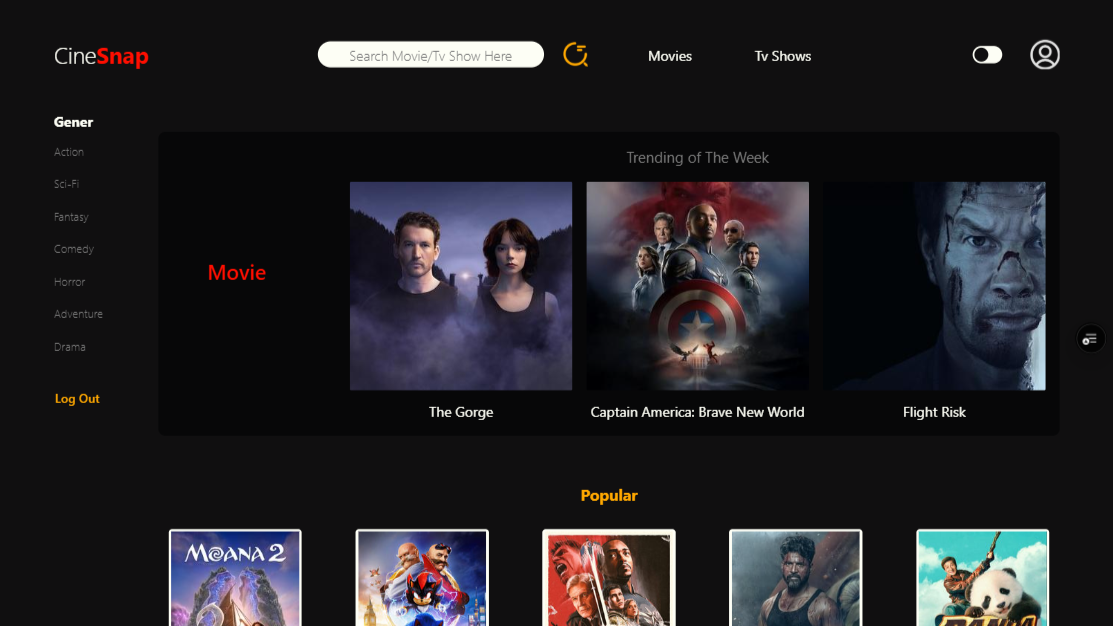 CineSnap
Search Movie/Tv Show Here
Movies
Tv Shows
Gener
Action
Sci-Fi
Fantasy
Comedy
Horror
Adventure
Drama
Log Out
Trending of The Week
Movie
The Gorge
Captain America: Brave New World
Flight Risk
Popular
MOANA 2